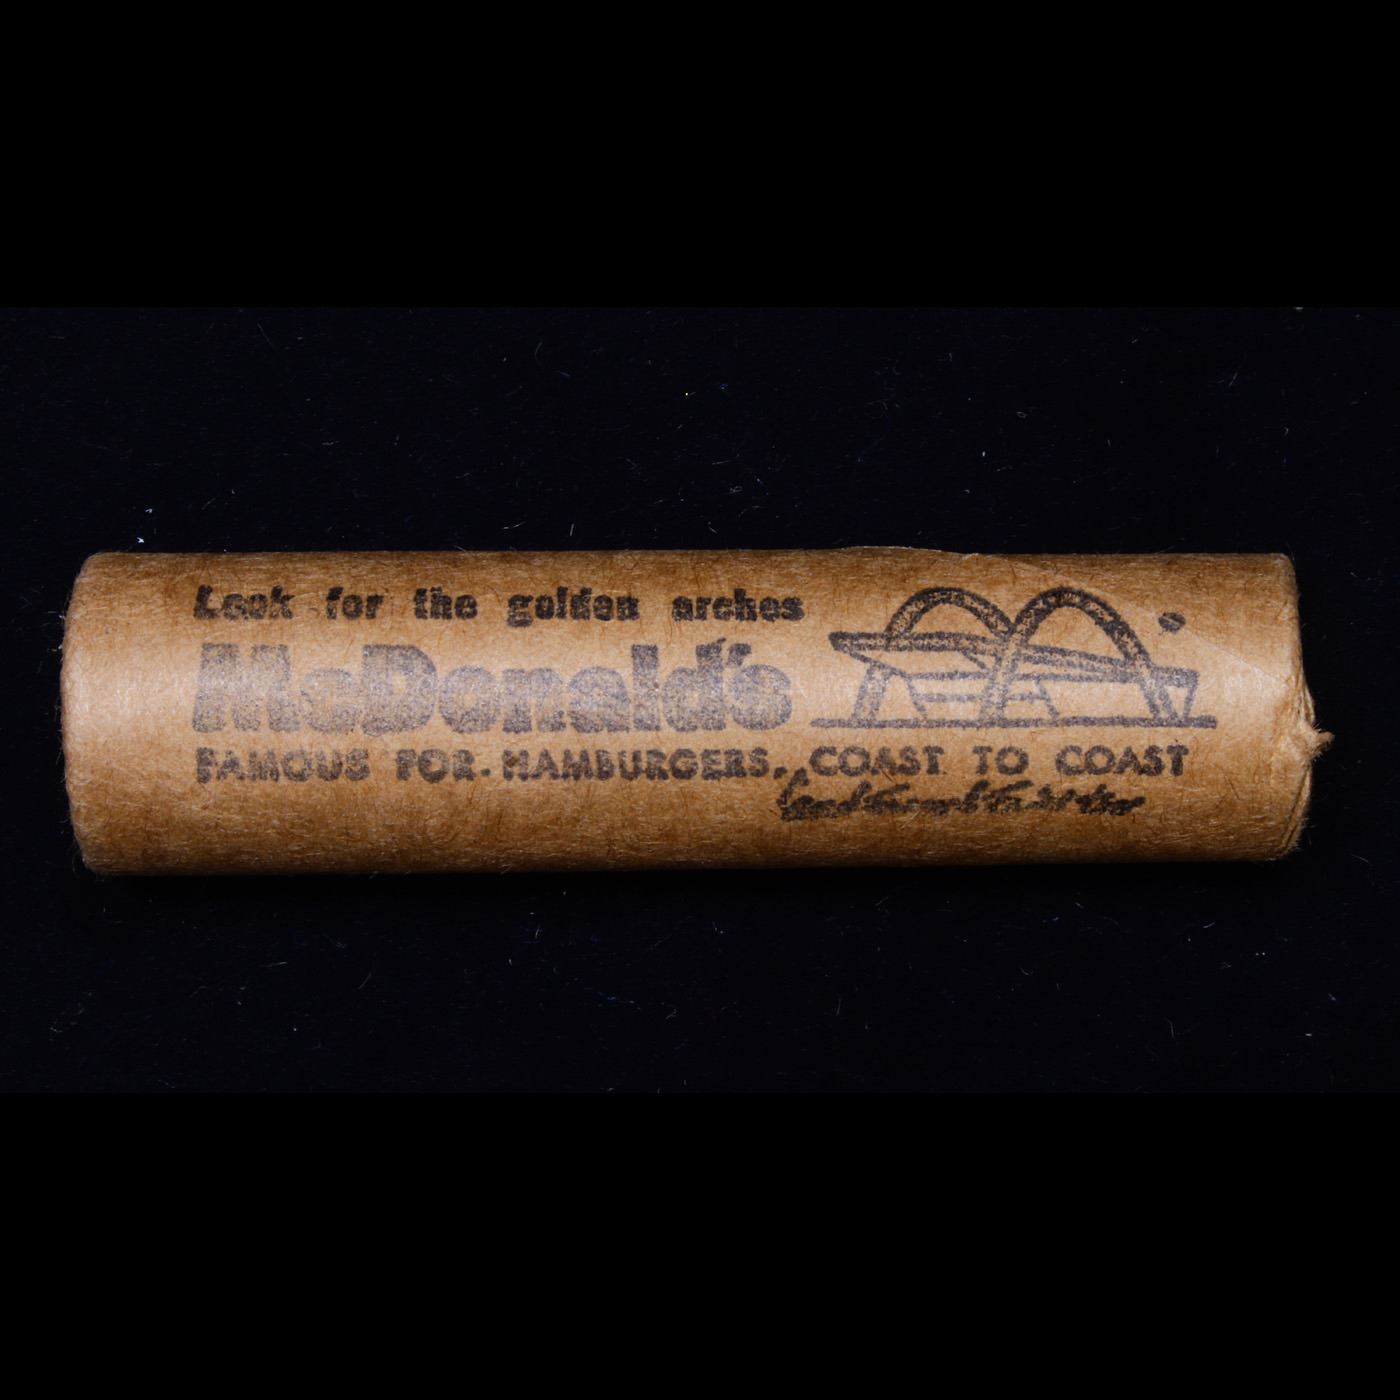 Look for the golden arches
McDonald's
FAMOUS FOR HAMBURGERS, COAST TO COAST